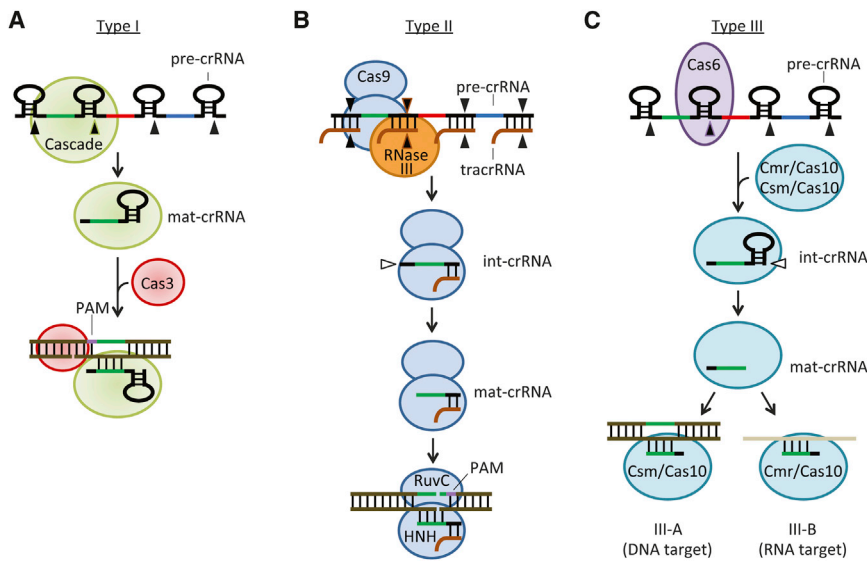 A
Type I
pre-crRNA
Cascade
mat-crRNA
Cas3
PAM
B
Type II
Cas9
pre-crRNA
RNase
III
tracrRNA
int-crRNA
mat-crRNA
RuvC
PAM
HNH
C
Type III
Cas6
pre-crRNA
Cmr/Cas10
Csm/Cas10
int-crRNA
mat-crRNA
Csm/Cas10
Cmr/Cas10
III-A
(DNA target)
III-B
(RNA target)